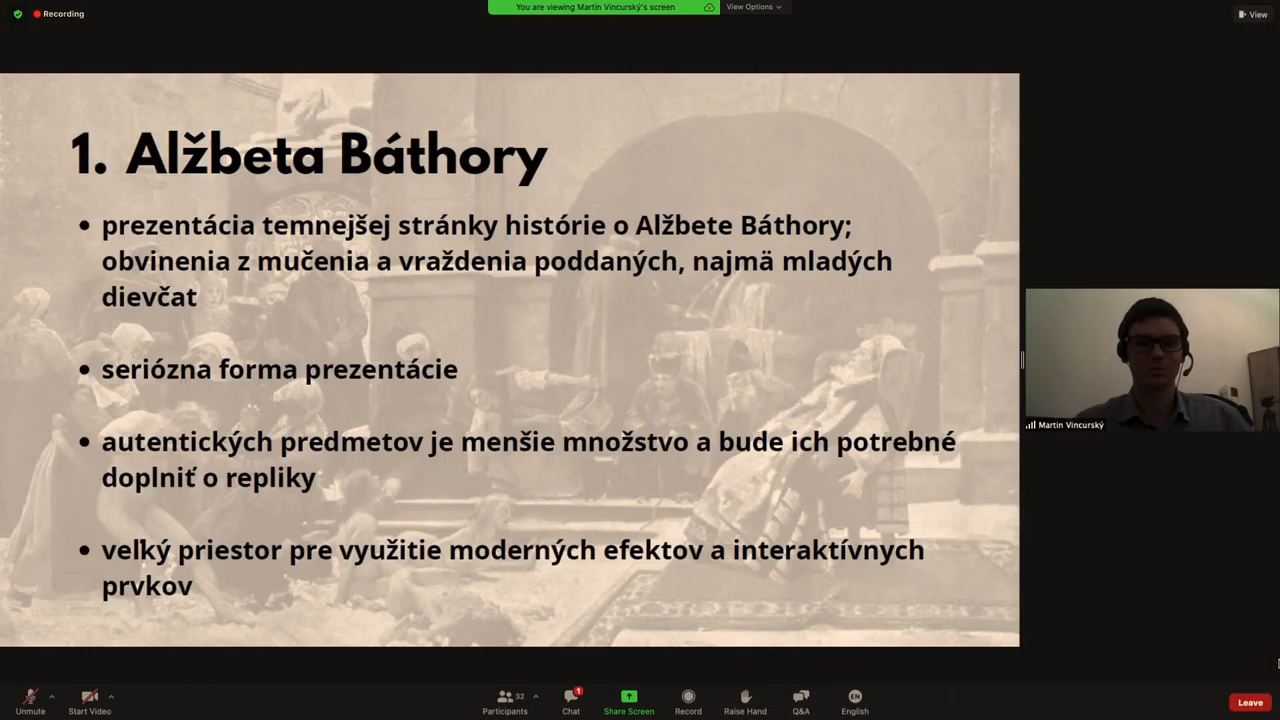 Recording
You are viewing Martin Vincurský's screen
View Options
View
1. Alžbeta Báthory
• prezentácia temnejšej stránky histórie o Alžbete Báthory;
obvinenia z mučenia a vraždenia poddaných, najmä mladých
dievčat
• seriózna forma prezentácie
• autentických predmetov je menšie množstvo a bude ich potrebné
doplniť o repliky
• veľký priestor pre využitie moderných efektov a interaktívnych
prvkov
Martin Vincurský
Unmute
Start Video
32
Participants
1
Chat
Share Screen
Record
Raise Hand
Q&A
EN
English
Leave